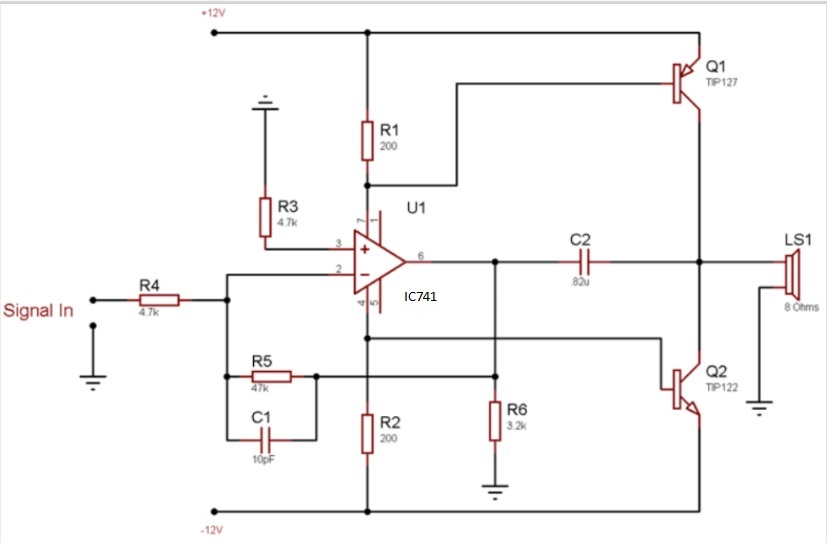 +12V
Q1
TIP127
R1
200
R3
4.7k
U1
7
1
3
+
2
−
6
4
5
IC741
C2
.82u
LS1
8 Ohms
R4
4.7k
Signal In
R5
47k
C1
10pF
R2
200
R6
3.2k
Q2
TIP122
-12V